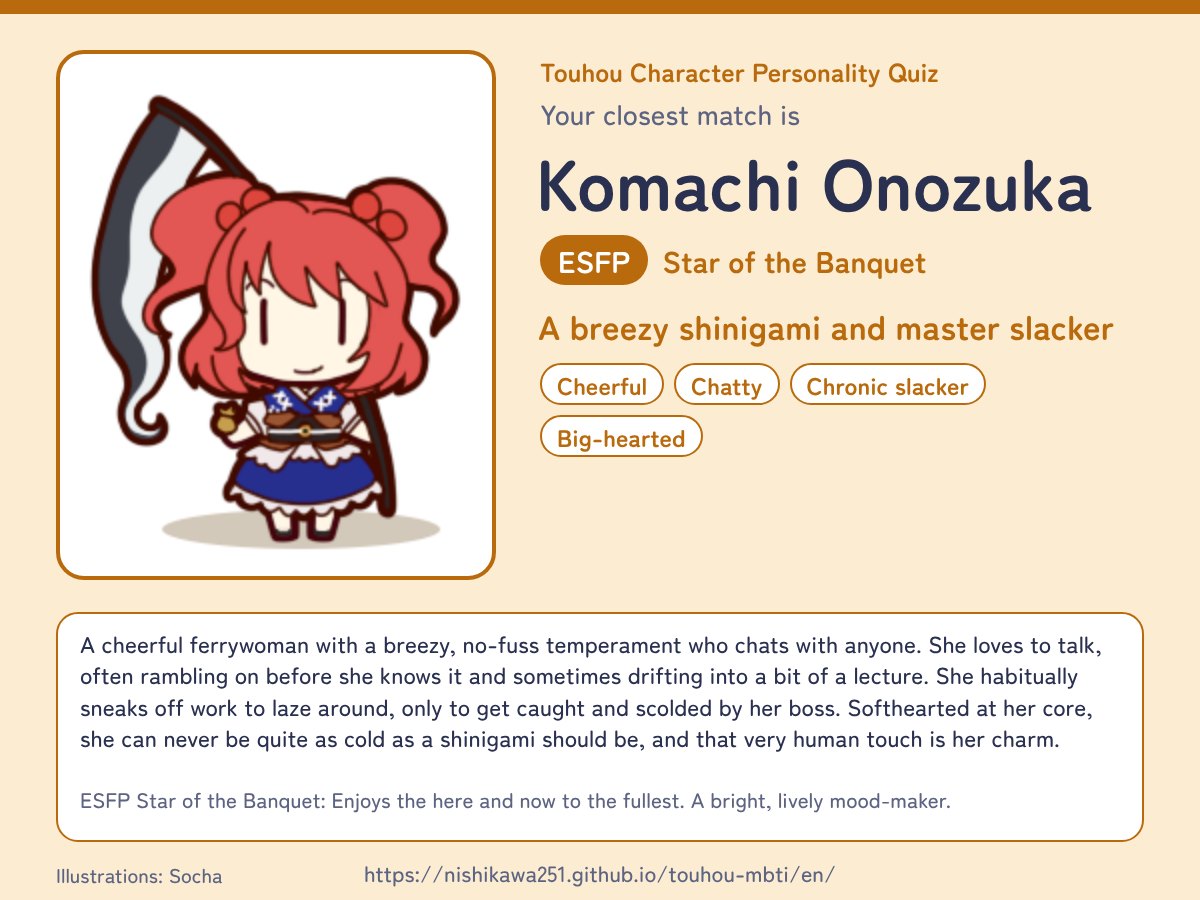 Touhou Character Personality Quiz
Your closest match is
Komachi Onozuka
ESFP Star of the Banquet
A breezy shinigami and master slacker
Cheerful Chatty Chronic slacker
Big-hearted
A cheerful ferrywoman with a breezy, no-fuss temperament who chats with anyone. She loves to talk,
often rambling on before she knows it and sometimes drifting into a bit of a lecture. She habitually
sneaks off work to laze around, only to get caught and scolded by her boss. Softhearted at her core,
she can never be quite as cold as a shinigami should be, and that very human touch is her charm.
ESFP Star of the Banquet: Enjoys the here and now to the fullest. A bright, lively mood-maker.
Illustrations: Socha https://nishikawa251.github.io/touhou-mbti/en/